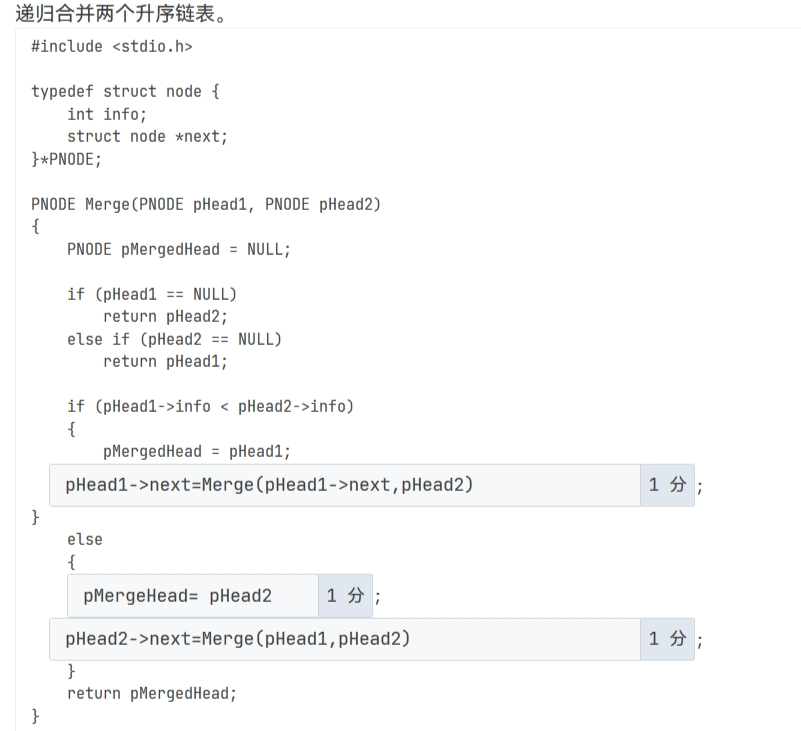 递归合并两个升序链表。
#include <stdio.h>
typedef struct node {
int info;
struct node *next;
}*PNODE;
PNODE Merge(PNODE pHead1, PNODE pHead2)
{
PNODE pMergedHead = NULL;
if (pHead1 == NULL)
return pHead2;
else if (pHead2 == NULL)
return pHead1;
if (pHead1->info < pHead2->info)
{
pMergedHead = pHead1;
pHead1->next=Merge(pHead1->next,pHead2) 1 分 ;
}
else
{
pMergeHead= pHead2 1 分 ;
pHead2->next=Merge(pHead1,pHead2) 1 分 ;
}
return pMergedHead;
}